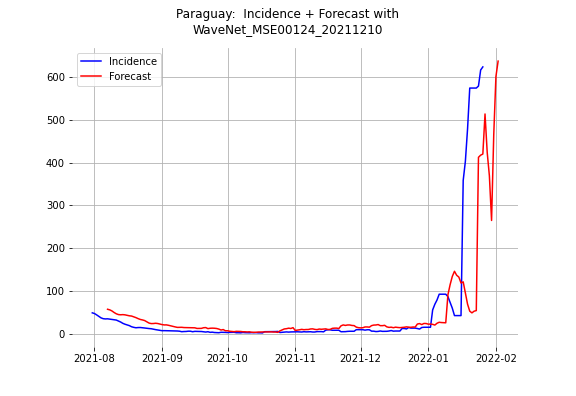 Paraguay:  Incidence + Forecast with
WaveNet_MSE00124_20211210
Incidence
Forecast
600
500
400
300
200
100
0
2021-08 2021-09 2021-10 2021-11 2021-12 2022-01 2022-02